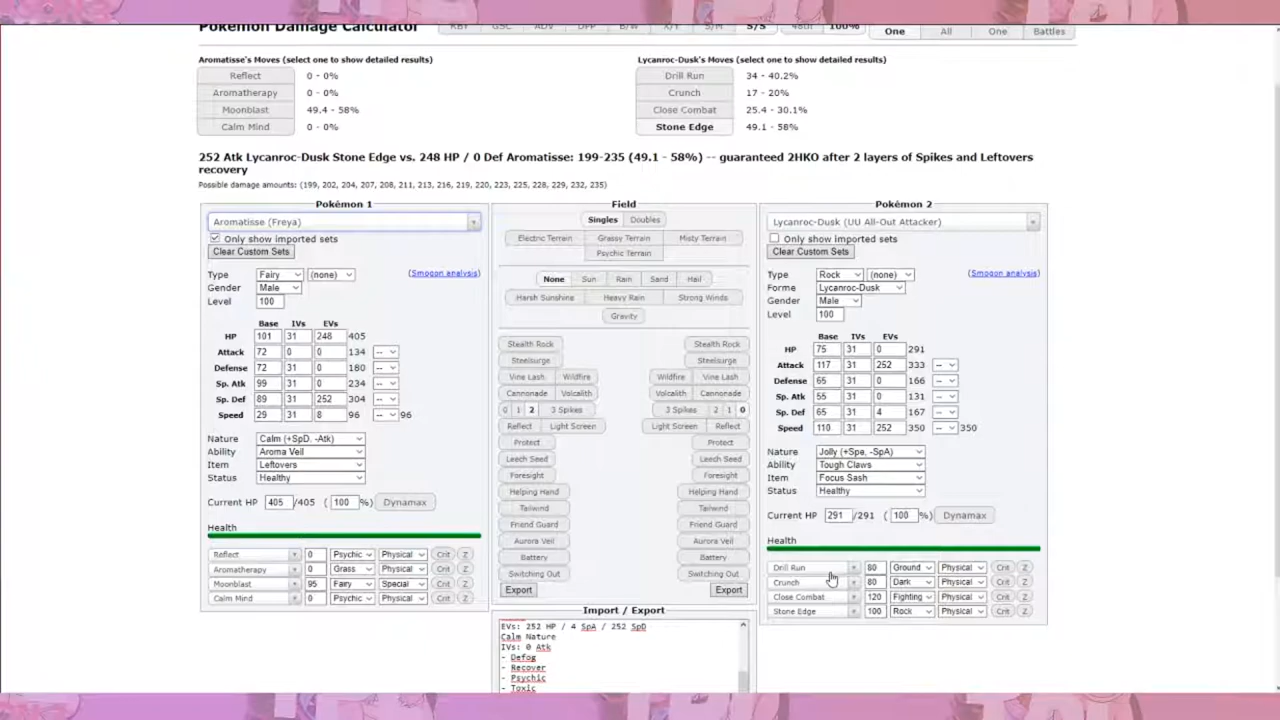 Pokémon Damage Calculator RBY GSC ADV DPP B/W X/Y S/M S/S 48th 100% One All One Battles
Aromatisse's Moves (select one to show detailed results)
Reflect 0 - 0%
Aromatherapy 0 - 0%
Moonblast 49.4 - 58%
Calm Mind 0 - 0%
Lycanroc-Dusk's Moves (select one to show detailed results)
Drill Run 34 - 40.2%
Crunch 17 - 20%
Close Combat 25.4 - 30.1%
Stone Edge 49.1 - 58%
252 Atk Lycanroc-Dusk Stone Edge vs. 248 HP / 0 Def Aromatisse: 199-235 (49.1 - 58%) -- guaranteed 2HKO after 2 layers of Spikes and Leftovers
recovery
Possible damage amounts: (199, 202, 204, 207, 208, 211, 213, 216, 219, 220, 223, 225, 228, 229, 232, 235)
Pokémon 1
Aromatisse (Freya)
Only show imported sets
Clear Custom Sets
Type Fairy (none) (Smogon analysis)
Gender Male
Level 100
Base IVs EVs
HP 101 31 248 405
Attack 72 0 0 134 --
Defense 72 31 0 180 --
Sp. Atk 99 31 0 234 --
Sp. Def 89 31 252 304 --
Speed 29 31 8 96 -- 96
Nature Calm (+SpD, -Atk)
Ability Aroma Veil
Item Leftovers
Status Healthy
Current HP 405 /405 ( 100 %) Dynamax
Health
Reflect 0 Psychic Physical Crit Z
Aromatherapy 0 Grass Physical Crit Z
Moonblast 95 Fairy Special Crit Z
Calm Mind 0 Psychic Physical Crit Z
Field
Singles Doubles
Electric Terrain Grassy Terrain Misty Terrain
Psychic Terrain
None Sun Rain Sand Hail
Harsh Sunshine Heavy Rain Strong Winds
Gravity
Stealth Rock Stealth Rock
Steelsurge Steelsurge
Vine Lash Wildfire Wildfire Vine Lash
Cannonade Volcalith Volcalith Cannonade
0 1 2 3 Spikes 3 Spikes 2 1 0
Reflect Light Screen Light Screen Reflect
Protect Protect
Leech Seed Leech Seed
Foresight Foresight
Helping Hand Helping Hand
Tailwind Tailwind
Friend Guard Friend Guard
Aurora Veil Aurora Veil
Battery Battery
Switching Out Switching Out
Export Export
Import / Export
EVs: 252 HP / 4 SpA / 252 SpD
Calm Nature
IVs: 0 Atk
- Defog
- Recover
- Psychic
- Toxic
Pokémon 2
Lycanroc-Dusk (UU All-Out Attacker)
Only show imported sets
Clear Custom Sets
Type Rock (none) (Smogon analysis)
Forme Lycanroc-Dusk
Gender Male
Level 100
Base IVs EVs
HP 75 31 0 291
Attack 117 31 252 333 --
Defense 65 31 0 166 --
Sp. Atk 55 31 0 131 --
Sp. Def 65 31 4 167 --
Speed 110 31 252 350 -- 350
Nature Jolly (+Spe, -SpA)
Ability Tough Claws
Item Focus Sash
Status Healthy
Current HP 291 /291 ( 100 %) Dynamax
Health
Drill Run 80 Ground Physical Crit Z
Crunch 80 Dark Physical Crit Z
Close Combat 120 Fighting Physical Crit Z
Stone Edge 100 Rock Physical Crit Z